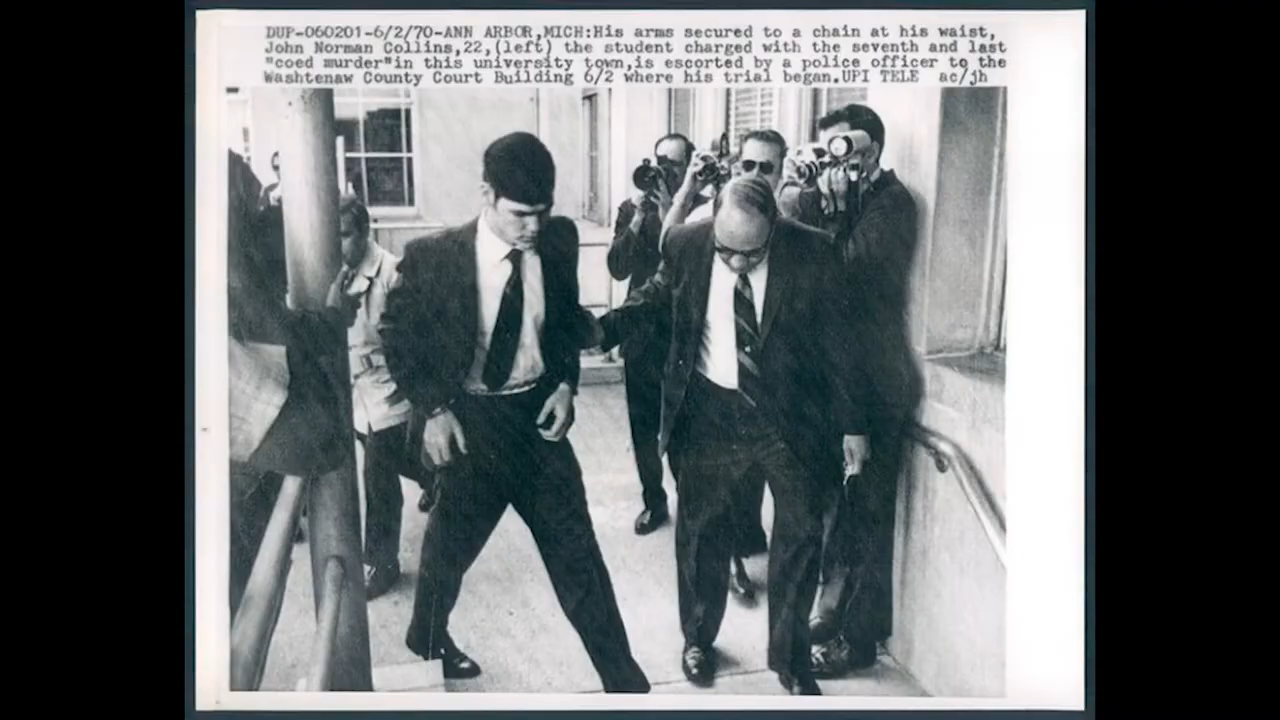 DUP-060201-6/2/70-ANN ARBOR,MICH:His arms secured to a chain at his waist,
John Norman Collins,22,(left) the student charged with the seventh and last
"coed murder"in this university town,is escorted by a police officer to the
Washtenaw County Court Building 6/2 where his trial began.UPI TELE ac/jh